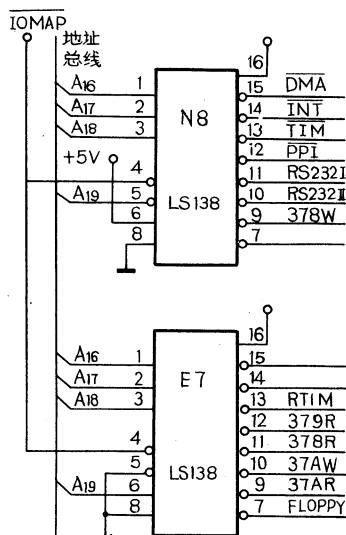 IOMAP
地址
总线
16
A16 1
15 DMA
A17 2
N8
14 INT
A18 3
13 TIM
+5V
12 PPI
4
11 RS232I
A19 5
LS138
10 RS232II
6
9 378W
8
7
16
A16 1
15
A17 2
E7
14
A18 3
13 RTIM
12 379R
4
11 378R
5
LS138
10 37AW
A19 6
9 37AR
8
7 FLOPPY